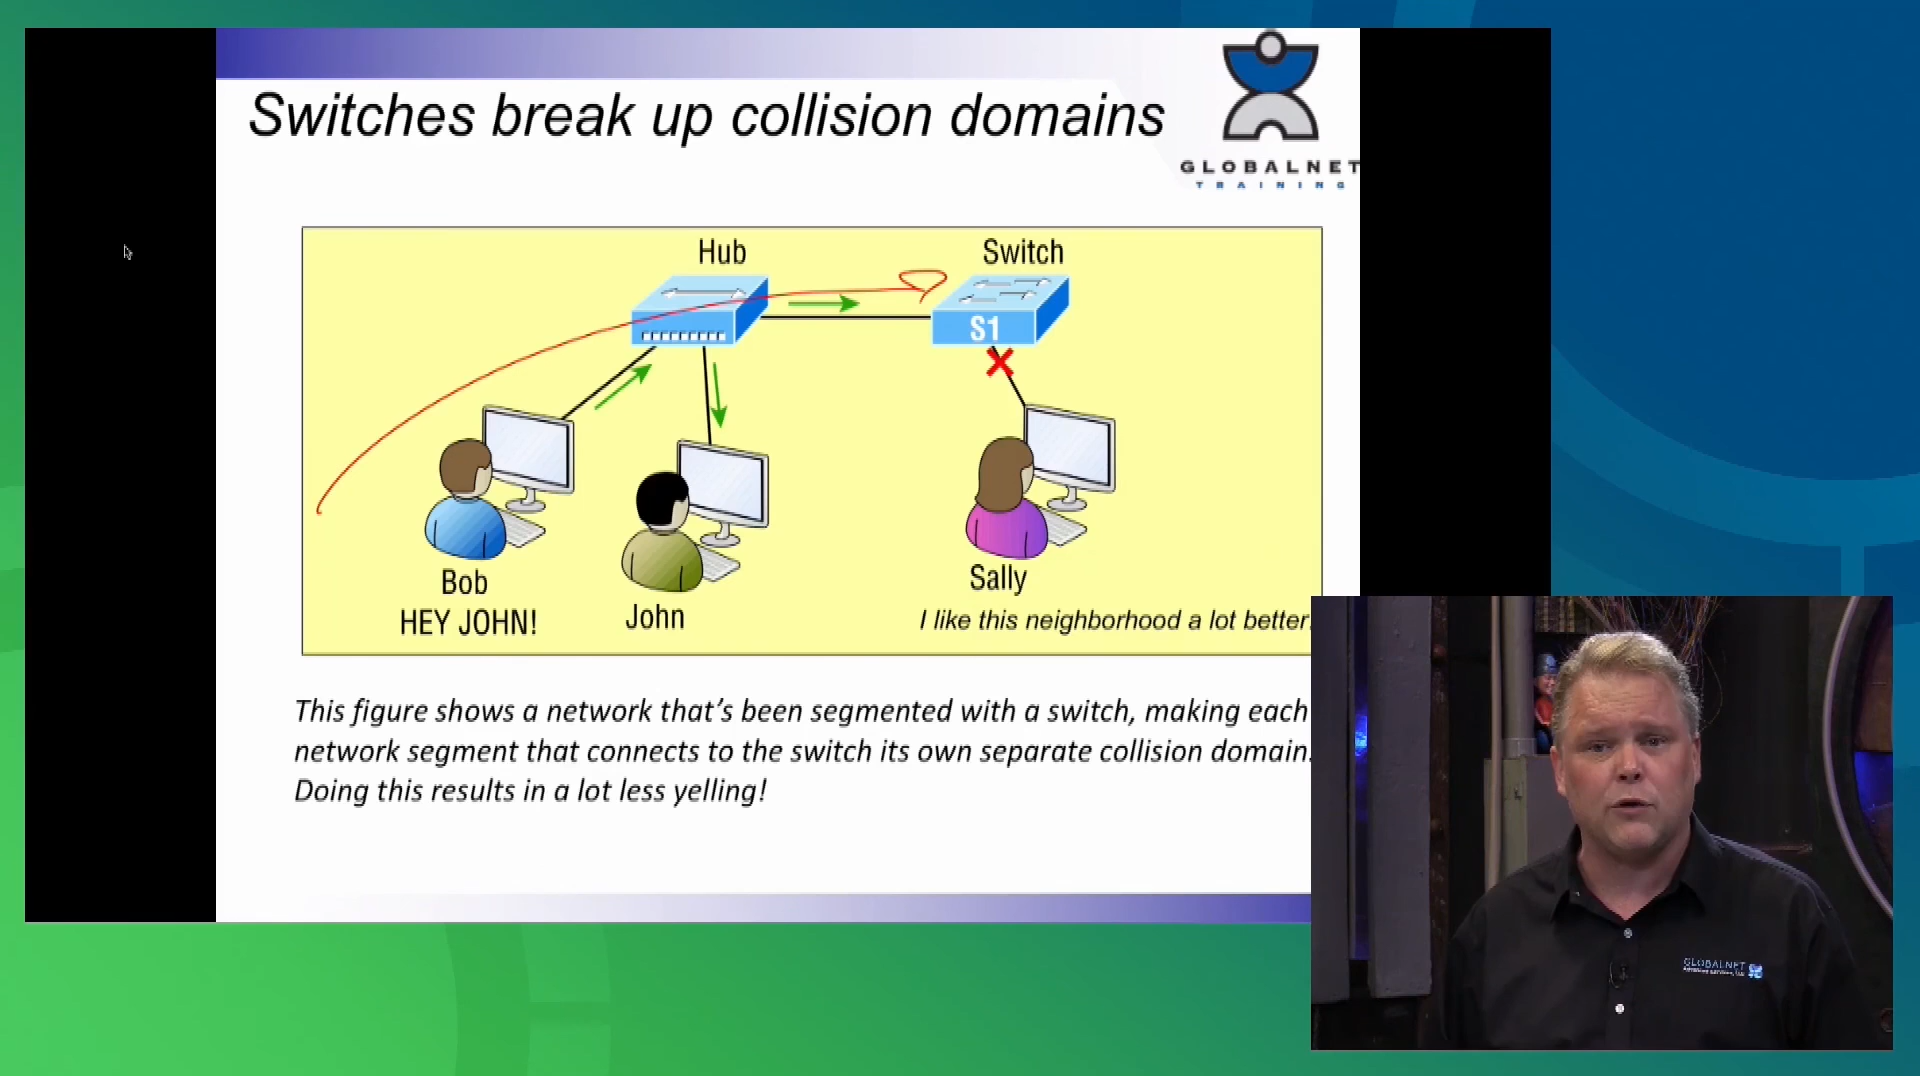 Switches break up collision domains
GLOBALNET
TRAINING
Hub
Switch
S1
Bob
HEY JOHN!
John
Sally
I like this neighborhood a lot better
This figure shows a network that’s been segmented with a switch, making each
network segment that connects to the switch its own separate collision domain.
Doing this results in a lot less yelling!
GLOBALNET